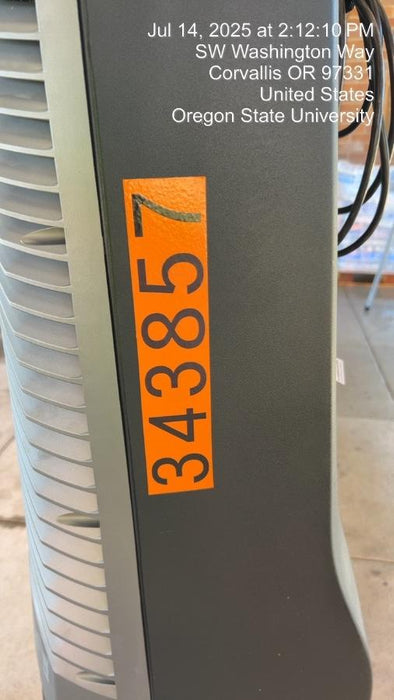 Jul 14, 2025 at 2:12:10 PM
SW Washington Way
Corvallis OR 97331
United States
Oregon State University
343857